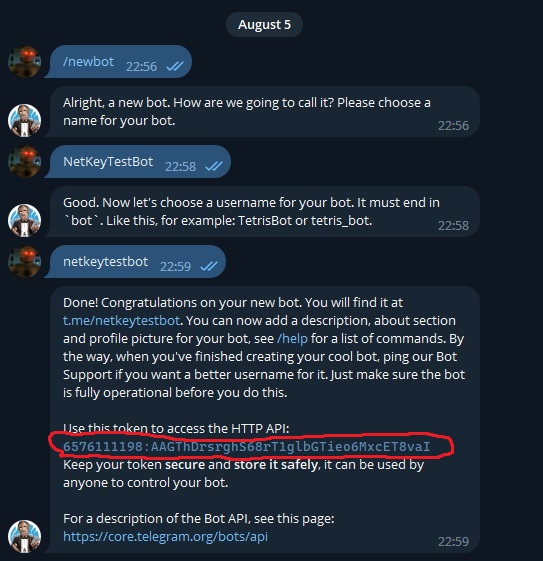 August 5
/newbot 22:56
Alright, a new bot. How are we going to call it? Please choose a
name for your bot.
22:56
NetKeyTestBot 22:58
Good. Now let's choose a username for your bot. It must end in
`bot`. Like this, for example: TetrisBot or tetris_bot.
22:58
netkeytestbot 22:59
Done! Congratulations on your new bot. You will find it at
t.me/netkeytestbot. You can now add a description, about section
and profile picture for your bot, see /help for a list of commands. By
the way, when you've finished creating your cool bot, ping our Bot
Support if you want a better username for it. Just make sure the bot
is fully operational before you do this.
Use this token to access the HTTP API:
6576111198:AAGThDrsrghS68rT1glbGTieo6MxcET8vaI
Keep your token secure and store it safely, it can be used by
anyone to control your bot.
For a description of the Bot API, see this page:
https://core.telegram.org/bots/api
22:59